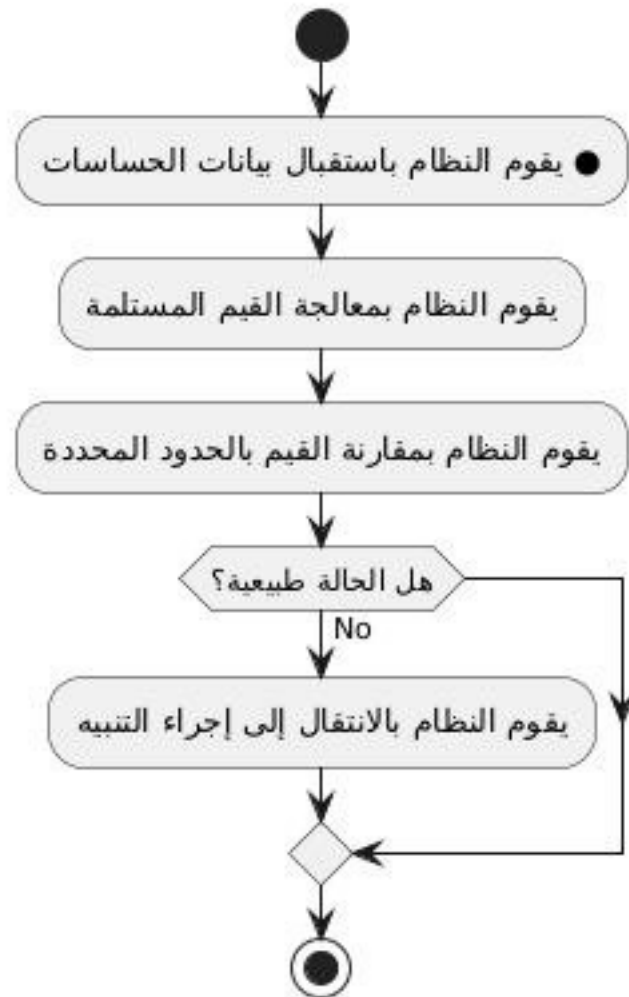 ● يقوم النظام باستقبال بيانات الحساسات
يقوم النظام بمعالجة القيم المستلمة
يقوم النظام بمقارنة القيم بالحدود المحددة
هل الحالة طبيعية؟
No
يقوم النظام بالانتقال إلى إجراء التنبيه